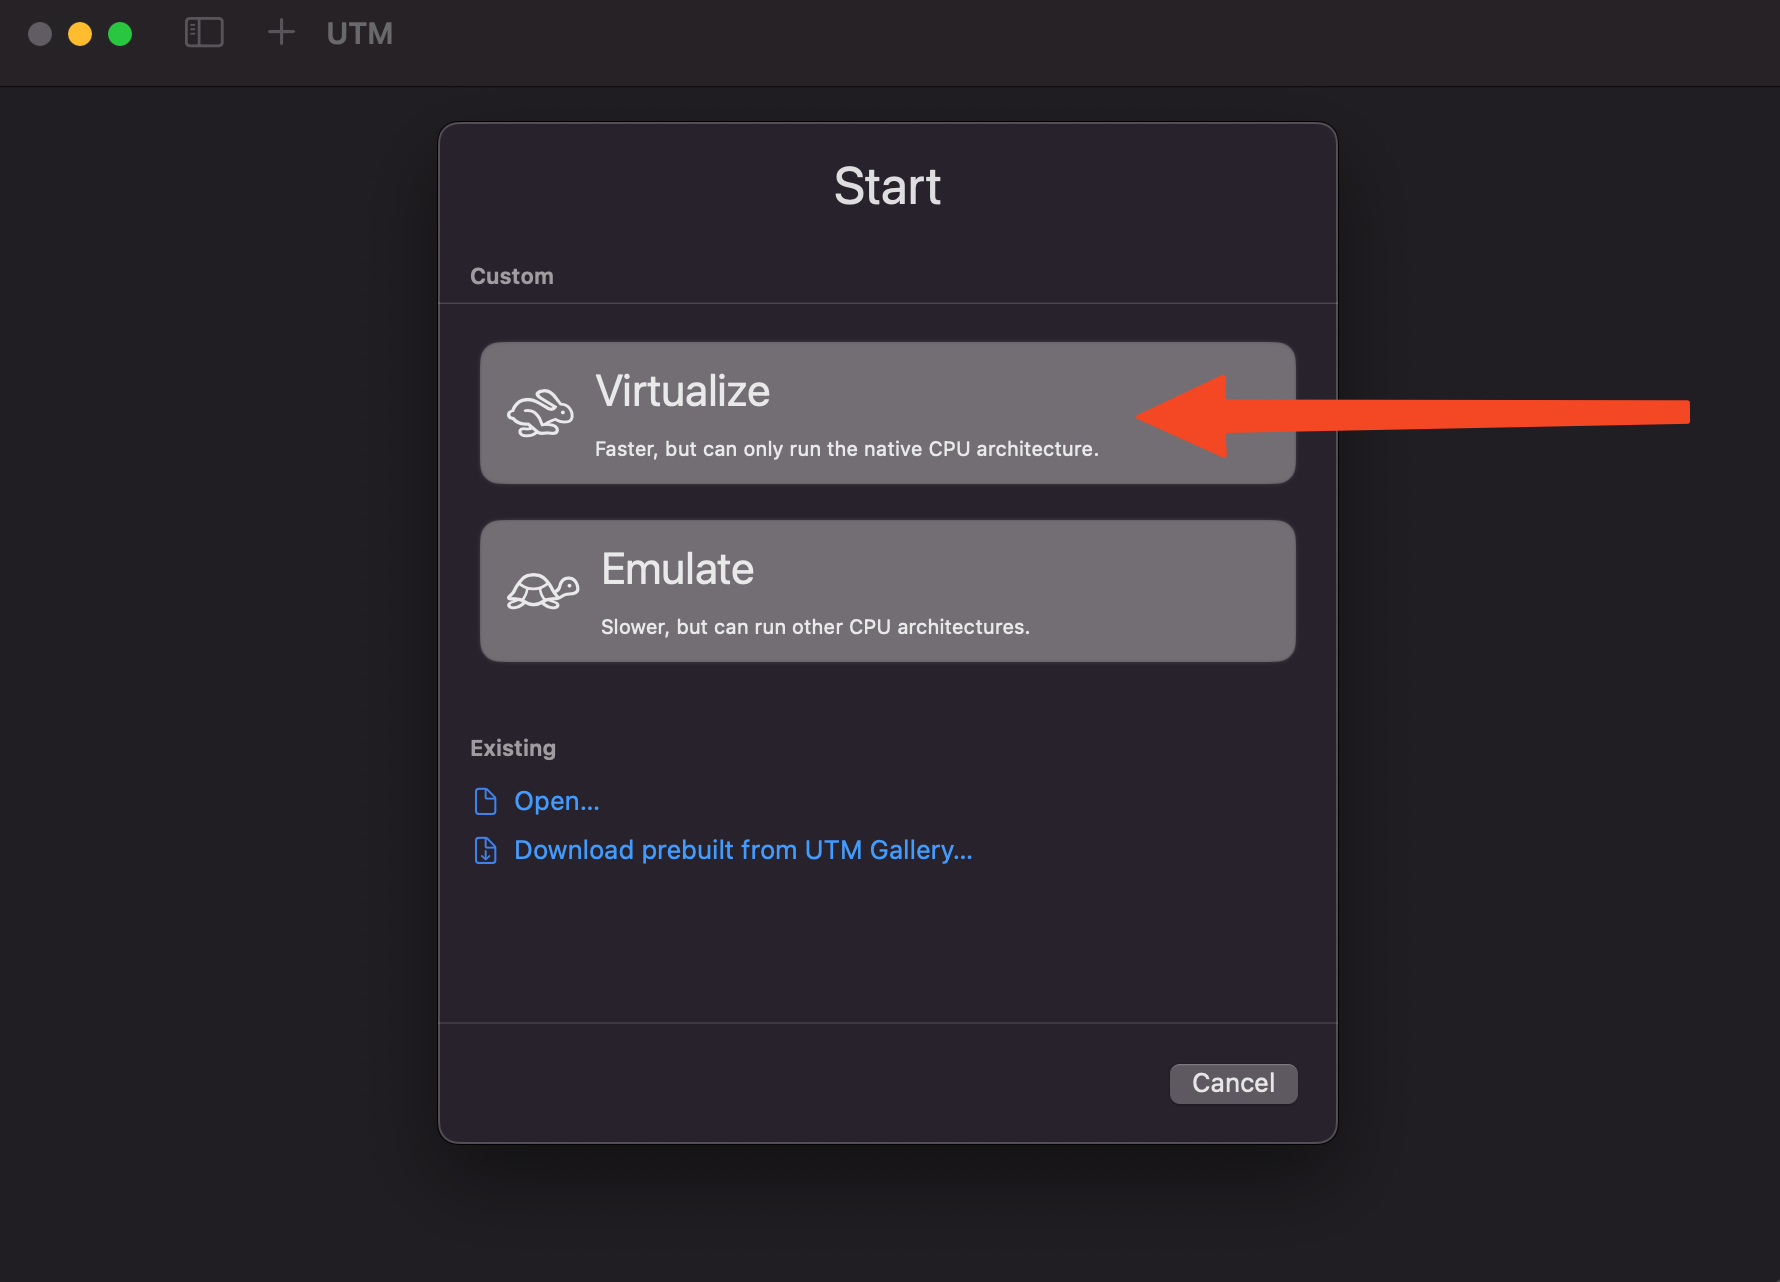 UTM
Start
Custom
Virtualize
Faster, but can only run the native CPU architecture.
Emulate
Slower, but can run other CPU architectures.
Existing
Open...
Download prebuilt from UTM Gallery...
Cancel